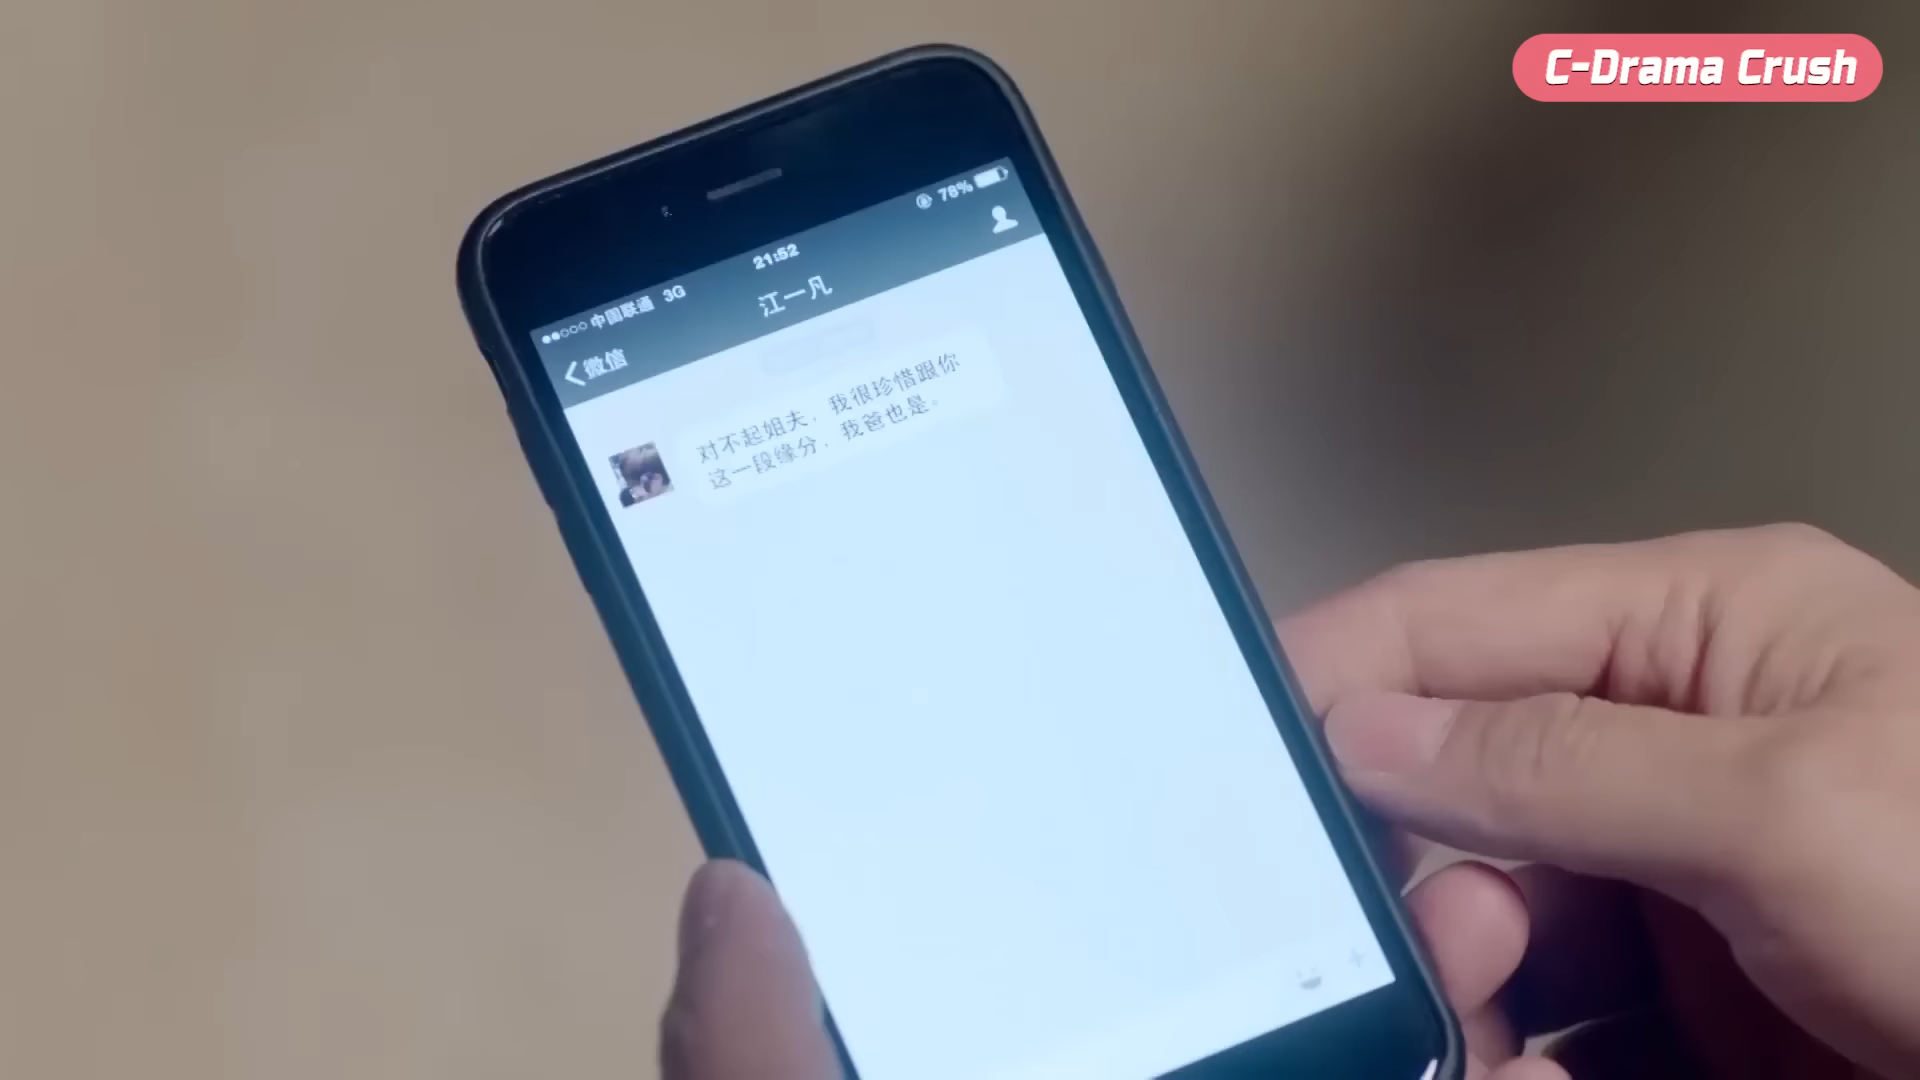 C-Drama Crush
78%
21:52
中国联通 3G
江一凡
微信
对不起姐夫，我很珍惜跟你
这一段缘分，我爸也是。